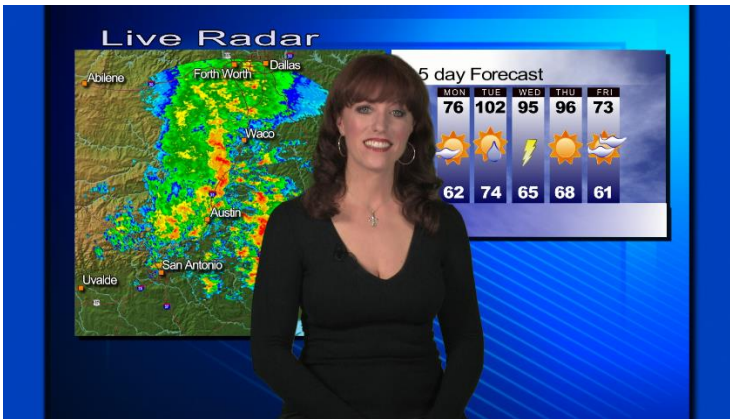 Live Radar
Abilene
Forth Worth
Dallas
Waco
Austin
San Antonio
Uvalde
5 day Forecast
MON TUE WED THU FRI
76 102 95 96 73
62 74 65 68 61